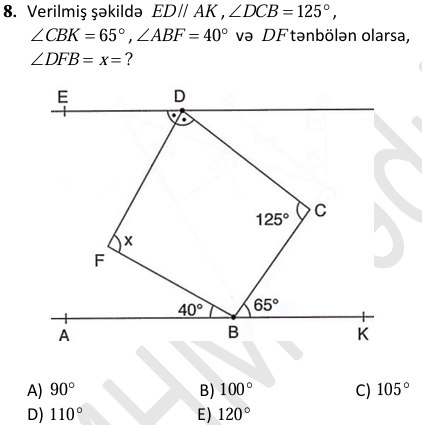 8. Verilmiş şəkildə ED// AK, ∠DCB = 125°,
∠CBK = 65°, ∠ABF = 40° və DF tənbölən olarsa,
∠DFB = x = ?
E
D
125°
C
x
F
40°
65°
A
B
K
A) 90°
B) 100°
C) 105°
D) 110°
E) 120°